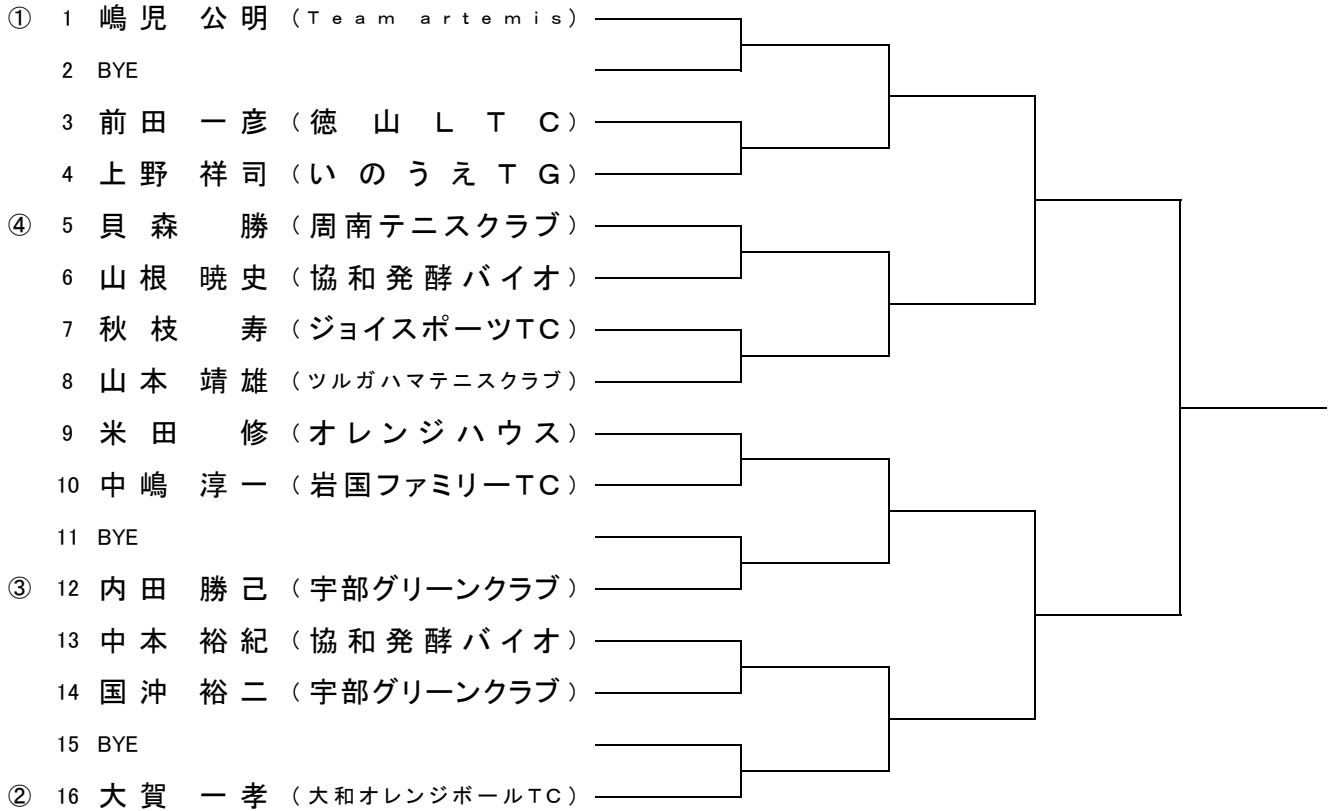 ① 1 嶋児 公明 (Team artemis)
2 BYE
3 前田 一彦 (徳山LTC)
4 上野 祥司 (いのうえTG)
④ 5 貝森 勝 (周南テニスクラブ)
6 山根 暁史 (協和発酵バイオ)
7 秋枝 寿 (ジョイスポーツTC)
8 山本 靖雄 (ツルガハマテニスクラブ)
9 米田 修 (オレンジハウス)
10 中嶋 淳一 (岩国ファミリーTC)
11 BYE
③ 12 内田 勝己 (宇部グリーンクラブ)
13 中本 裕紀 (協和発酵バイオ)
14 国沖 裕二 (宇部グリーンクラブ)
15 BYE
② 16 大賀 一孝 (大和オレンジボールTC)